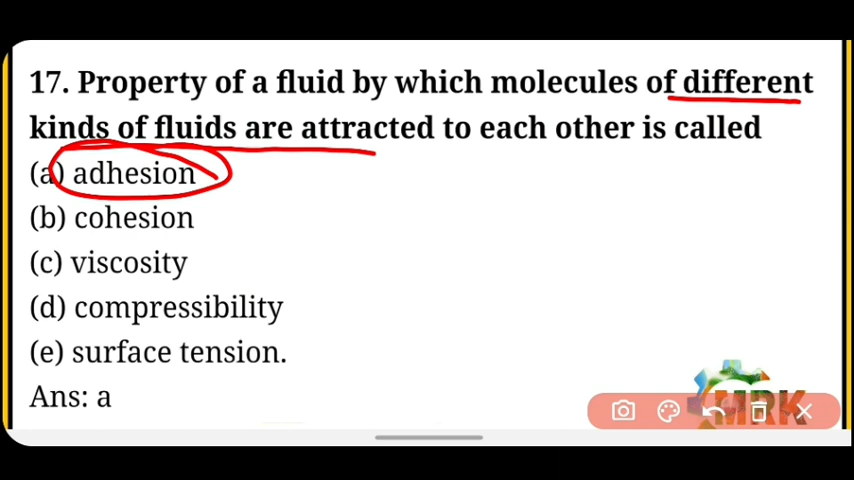 17. Property of a fluid by which molecules of different
kinds of fluids are attracted to each other is called
(a) adhesion
(b) cohesion
(c) viscosity
(d) compressibility
(e) surface tension.
Ans: a
MRK